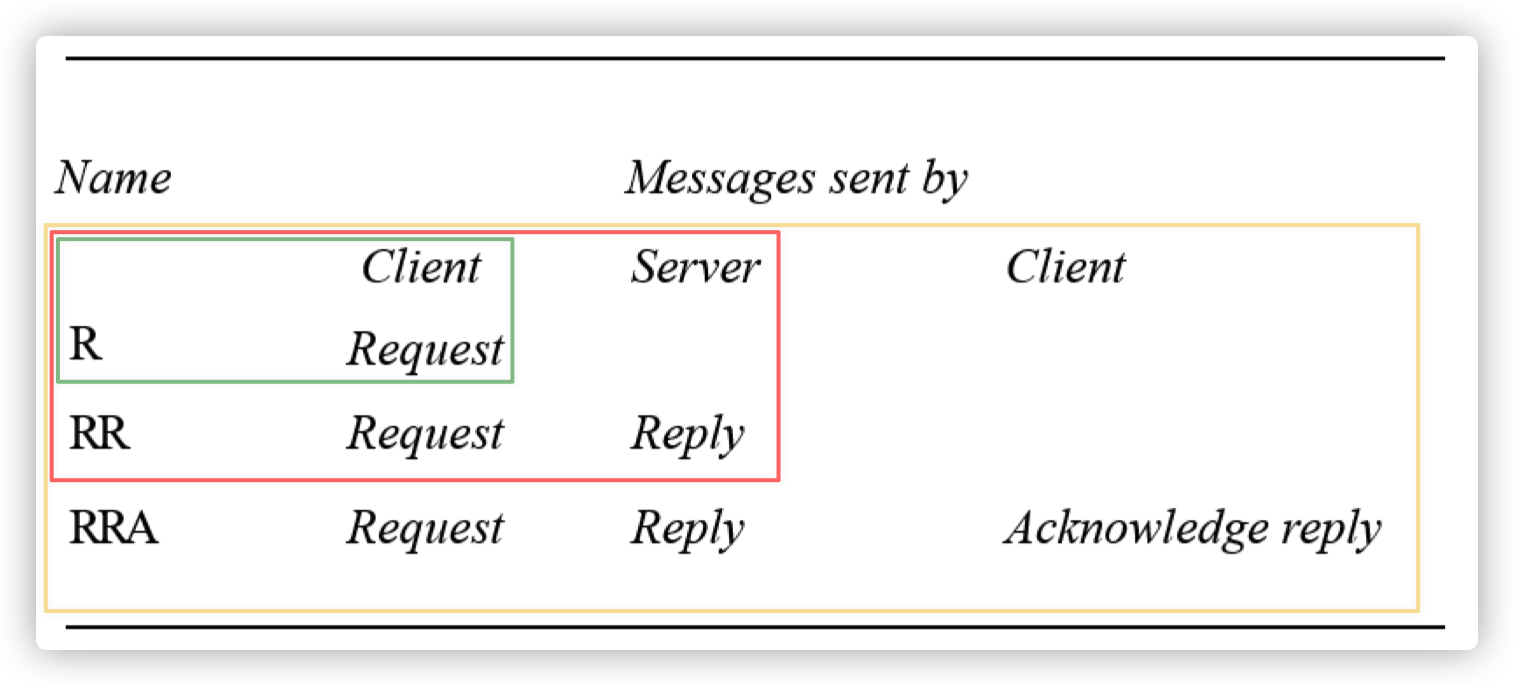 Name Messages sent by
Client Server Client
R Request
RR Request Reply
RRA Request Reply Acknowledge reply